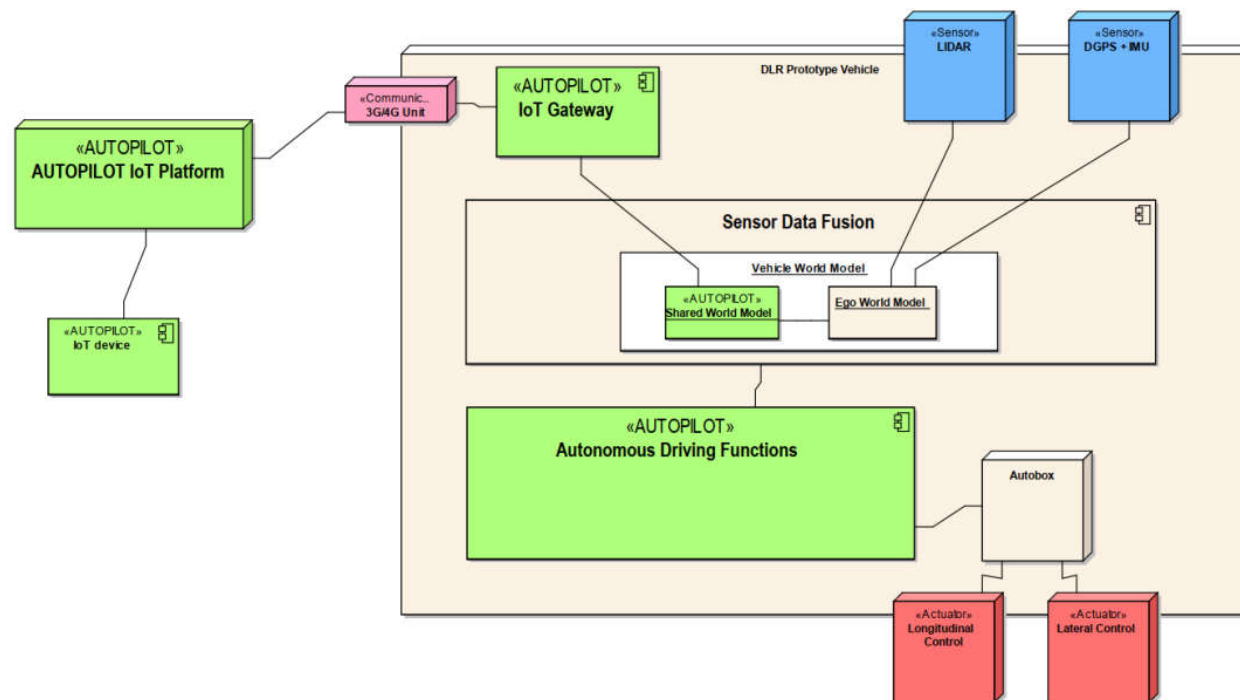 «Sensor»
LIDAR
«Sensor»
DGPS + IMU
DLR Prototype Vehicle
«AUTOPILOT»
IoT Gateway
«Communic..
3G/4G Unit
«AUTOPILOT»
AUTOPILOT IoT Platform
Sensor Data Fusion
Vehicle World Model
«AUTOPILOT»
Shared World Model
Ego World Model
«AUTOPILOT»
IoT device
«AUTOPILOT»
Autonomous Driving Functions
Autobox
«Actuator»
Longitudinal
Control
«Actuator»
Lateral Control